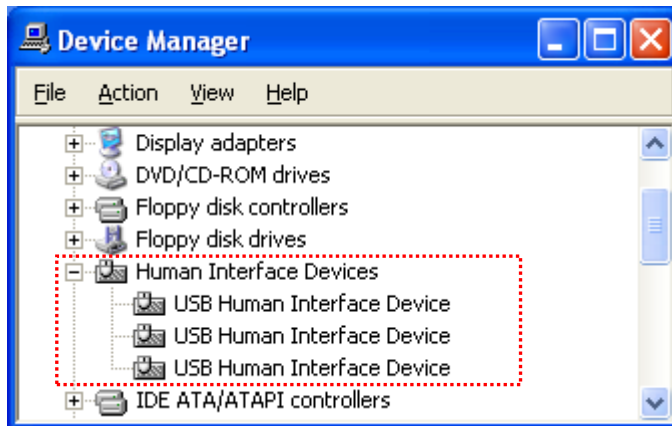 Device Manager
File Action View Help
Display adapters
DVD/CD-ROM drives
Floppy disk controllers
Floppy disk drives
Human Interface Devices
USB Human Interface Device
USB Human Interface Device
USB Human Interface Device
IDE ATA/ATAPI controllers